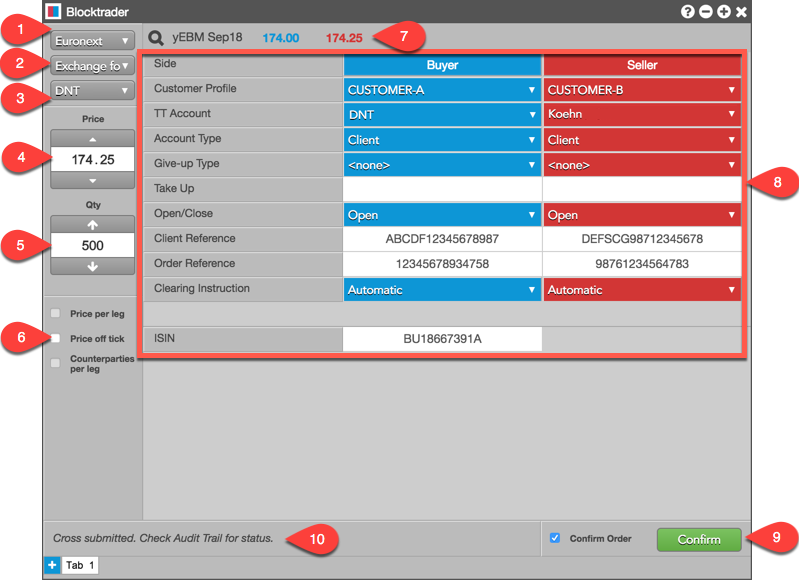 Blocktrader
1
Euronext
yEBM Sep18 174.00 174.25
7
2
Exchange fo
3
DNT
Side Buyer Seller
Customer Profile CUSTOMER-A CUSTOMER-B
TT Account DNT Koehn
Account Type Client Client
Give-up Type <none> <none>
Take Up
Open/Close Open Open
Client Reference ABCDF12345678987 DEFSCG98712345678
Order Reference 12345678934758 98761234564783
Clearing Instruction Automatic Automatic
ISIN BU18667391A
8
Price
4
174.25
Qty
5
500
Price per leg
6
Price off tick
Counterparties
per leg
Cross submitted. Check Audit Trail for status.
10
Confirm Order
Confirm
9
Tab 1